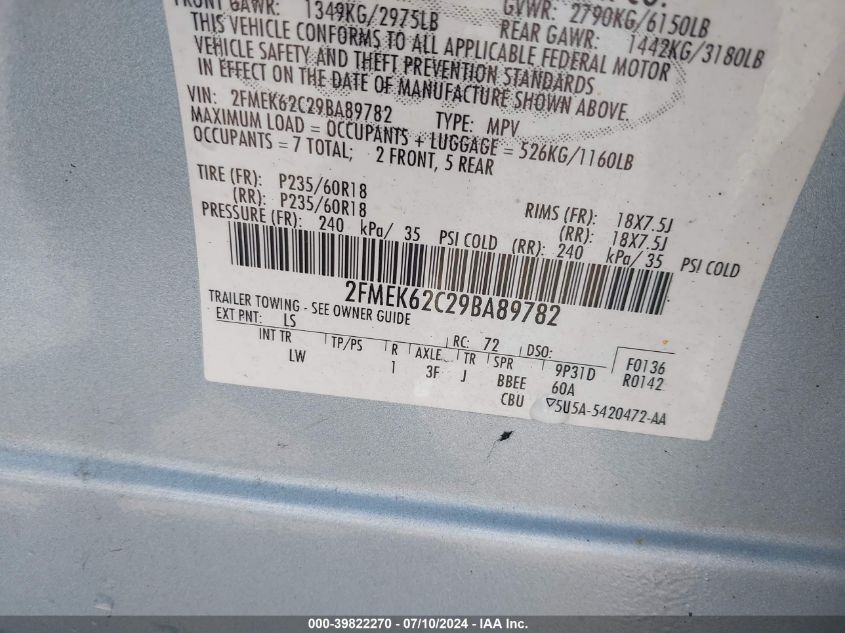 FRONT GAWR: 1349KG/2975LB GVWR: 2790KG/6150LB
REAR GAWR: 1442KG/3180LB
THIS VEHICLE CONFORMS TO ALL APPLICABLE FEDERAL MOTOR
VEHICLE SAFETY AND THEFT PREVENTION STANDARDS
IN EFFECT ON THE DATE OF MANUFACTURE SHOWN ABOVE.
VIN: 2FMEK62C29BA89782 TYPE: MPV
MAXIMUM LOAD = OCCUPANTS + LUGGAGE = 526KG/1160LB
OCCUPANTS = 7 TOTAL; 2 FRONT, 5 REAR
TIRE (FR): P235/60R18 RIMS (FR): 18X7.5J
(RR): P235/60R18 (RR): 18X7.5J
PRESSURE (FR): 240 kPa/ 35 PSI COLD (RR): 240 kPa/ 35 PSI COLD
2FMEK62C29BA89782
TRAILER TOWING - SEE OWNER GUIDE
EXT PNT: LS RC: 72 DSO: F0136
INT TR TP/PS R AXLE TR SPR 9P31D R0142
LW 1 3F J BBEE 60A
CBU ▽5U5A-5420472-AA
000-39822270 / 07/10/2024 - IAA Inc.